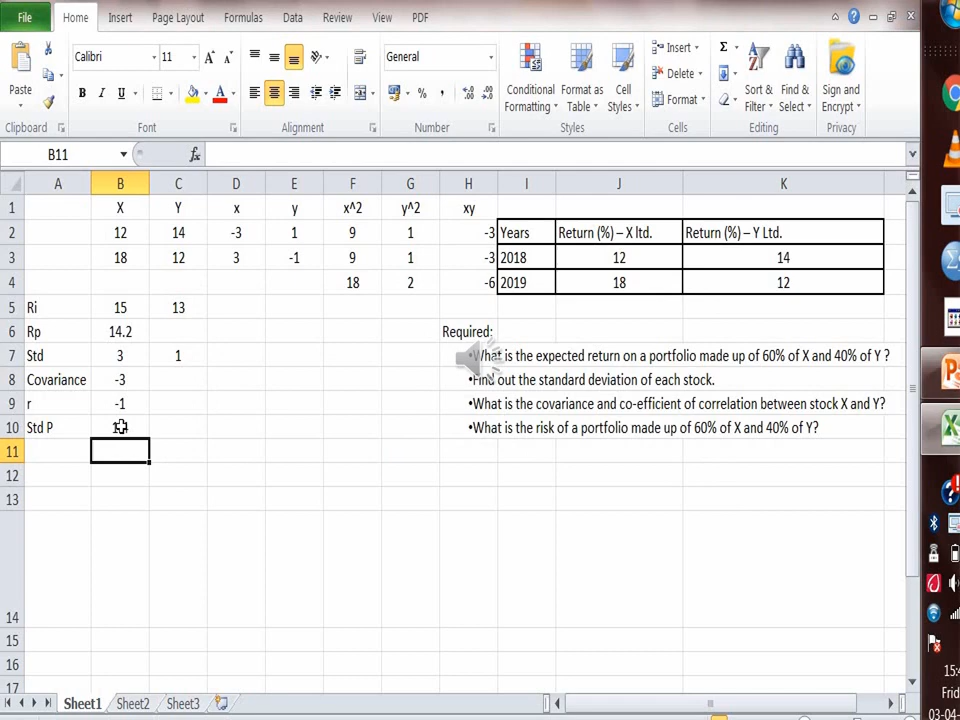 File Home Insert Page Layout Formulas Data Review View PDF
Calibri 11 General
Paste
B I U A
Conditional Formatting Format as Table Cell Styles
Insert
Delete
Format
Sort & Filter Find & Select Sign and Encrypt
Clipboard Font Alignment Number Styles Cells Editing Privacy
B11 fx
A B C D E F G H I J K
1 X Y x y x^2 y^2 xy
2 12 14 -3 1 9 1 -3 Years Return (%) – X ltd. Return (%) – Y Ltd.
3 18 12 3 -1 9 1 -3 2018 12 14
4 18 2 -6 2019 18 12
5 Ri 15 13
6 Rp 14.2 Required:
7 Std 3 1 •What is the expected return on a portfolio made up of 60% of X and 40% of Y ?
8 Covariance -3 •Find out the standard deviation of each stock.
9 r -1 •What is the covariance and co-efficient of correlation between stock X and Y?
10 Std P •What is the risk of a portfolio made up of 60% of X and 40% of Y?
11
12
13
14
15
16
17
Sheet1 Sheet2 Sheet3
15:4
Frid
03-04-